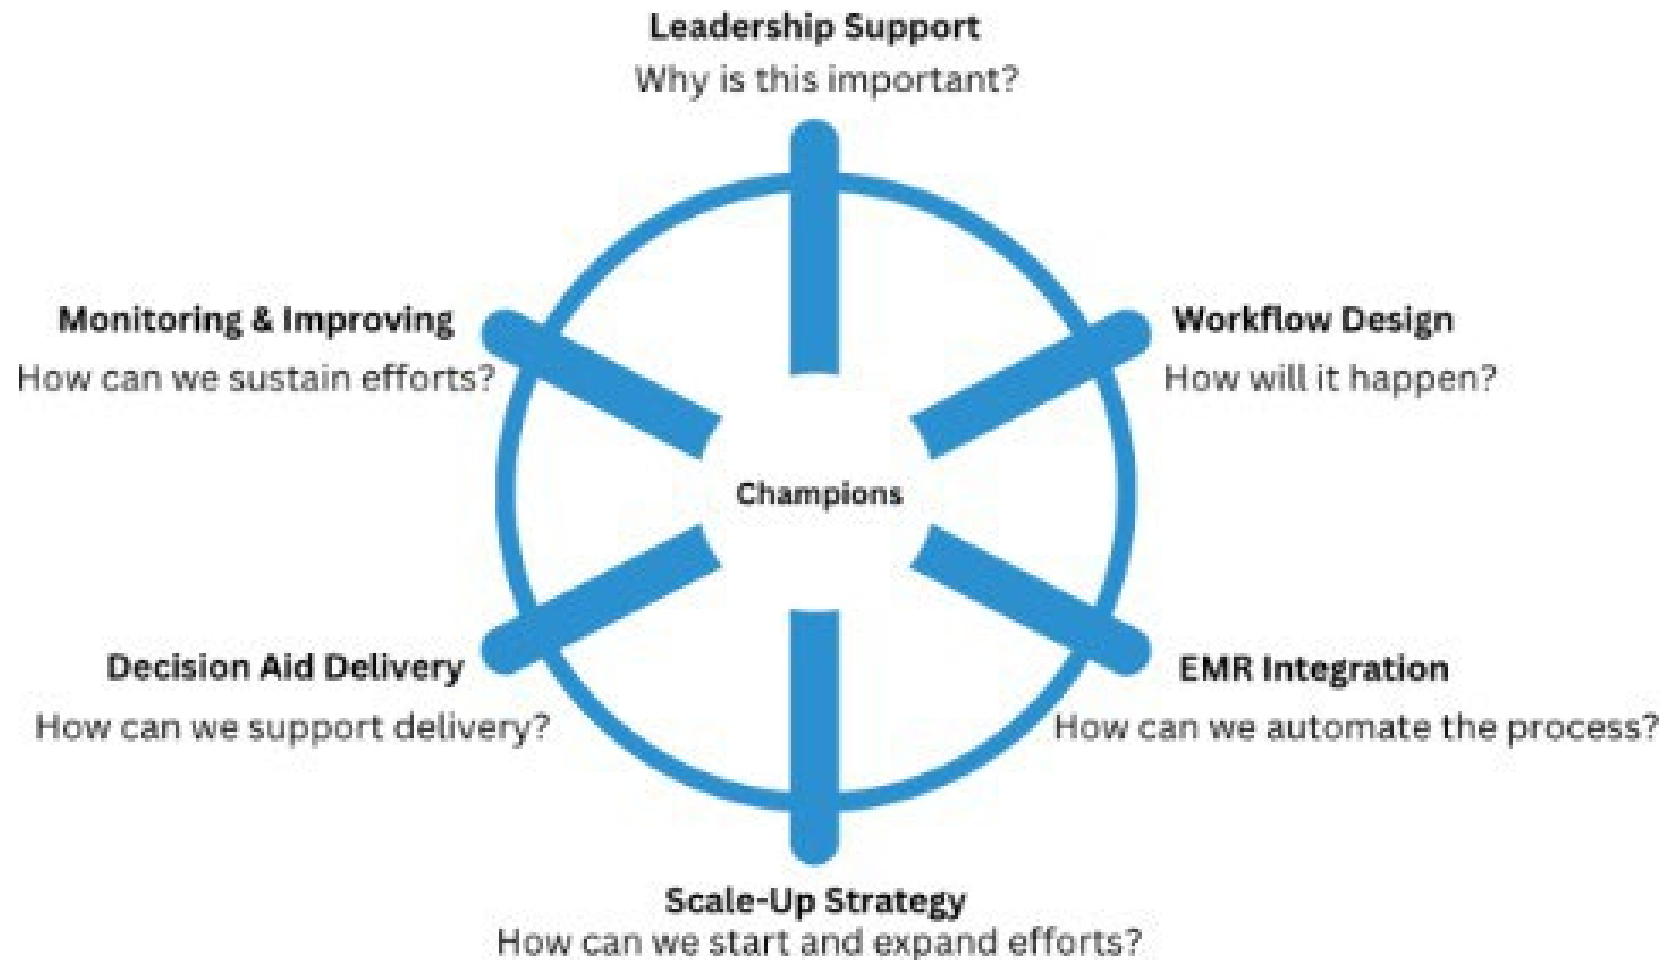 Leadership Support
Why is this important?
Monitoring & Improving
How can we sustain efforts?
Workflow Design
How will it happen?
Champions
Decision Aid Delivery
How can we support delivery?
EMR Integration
How can we automate the process?
Scale-Up Strategy
How can we start and expand efforts?